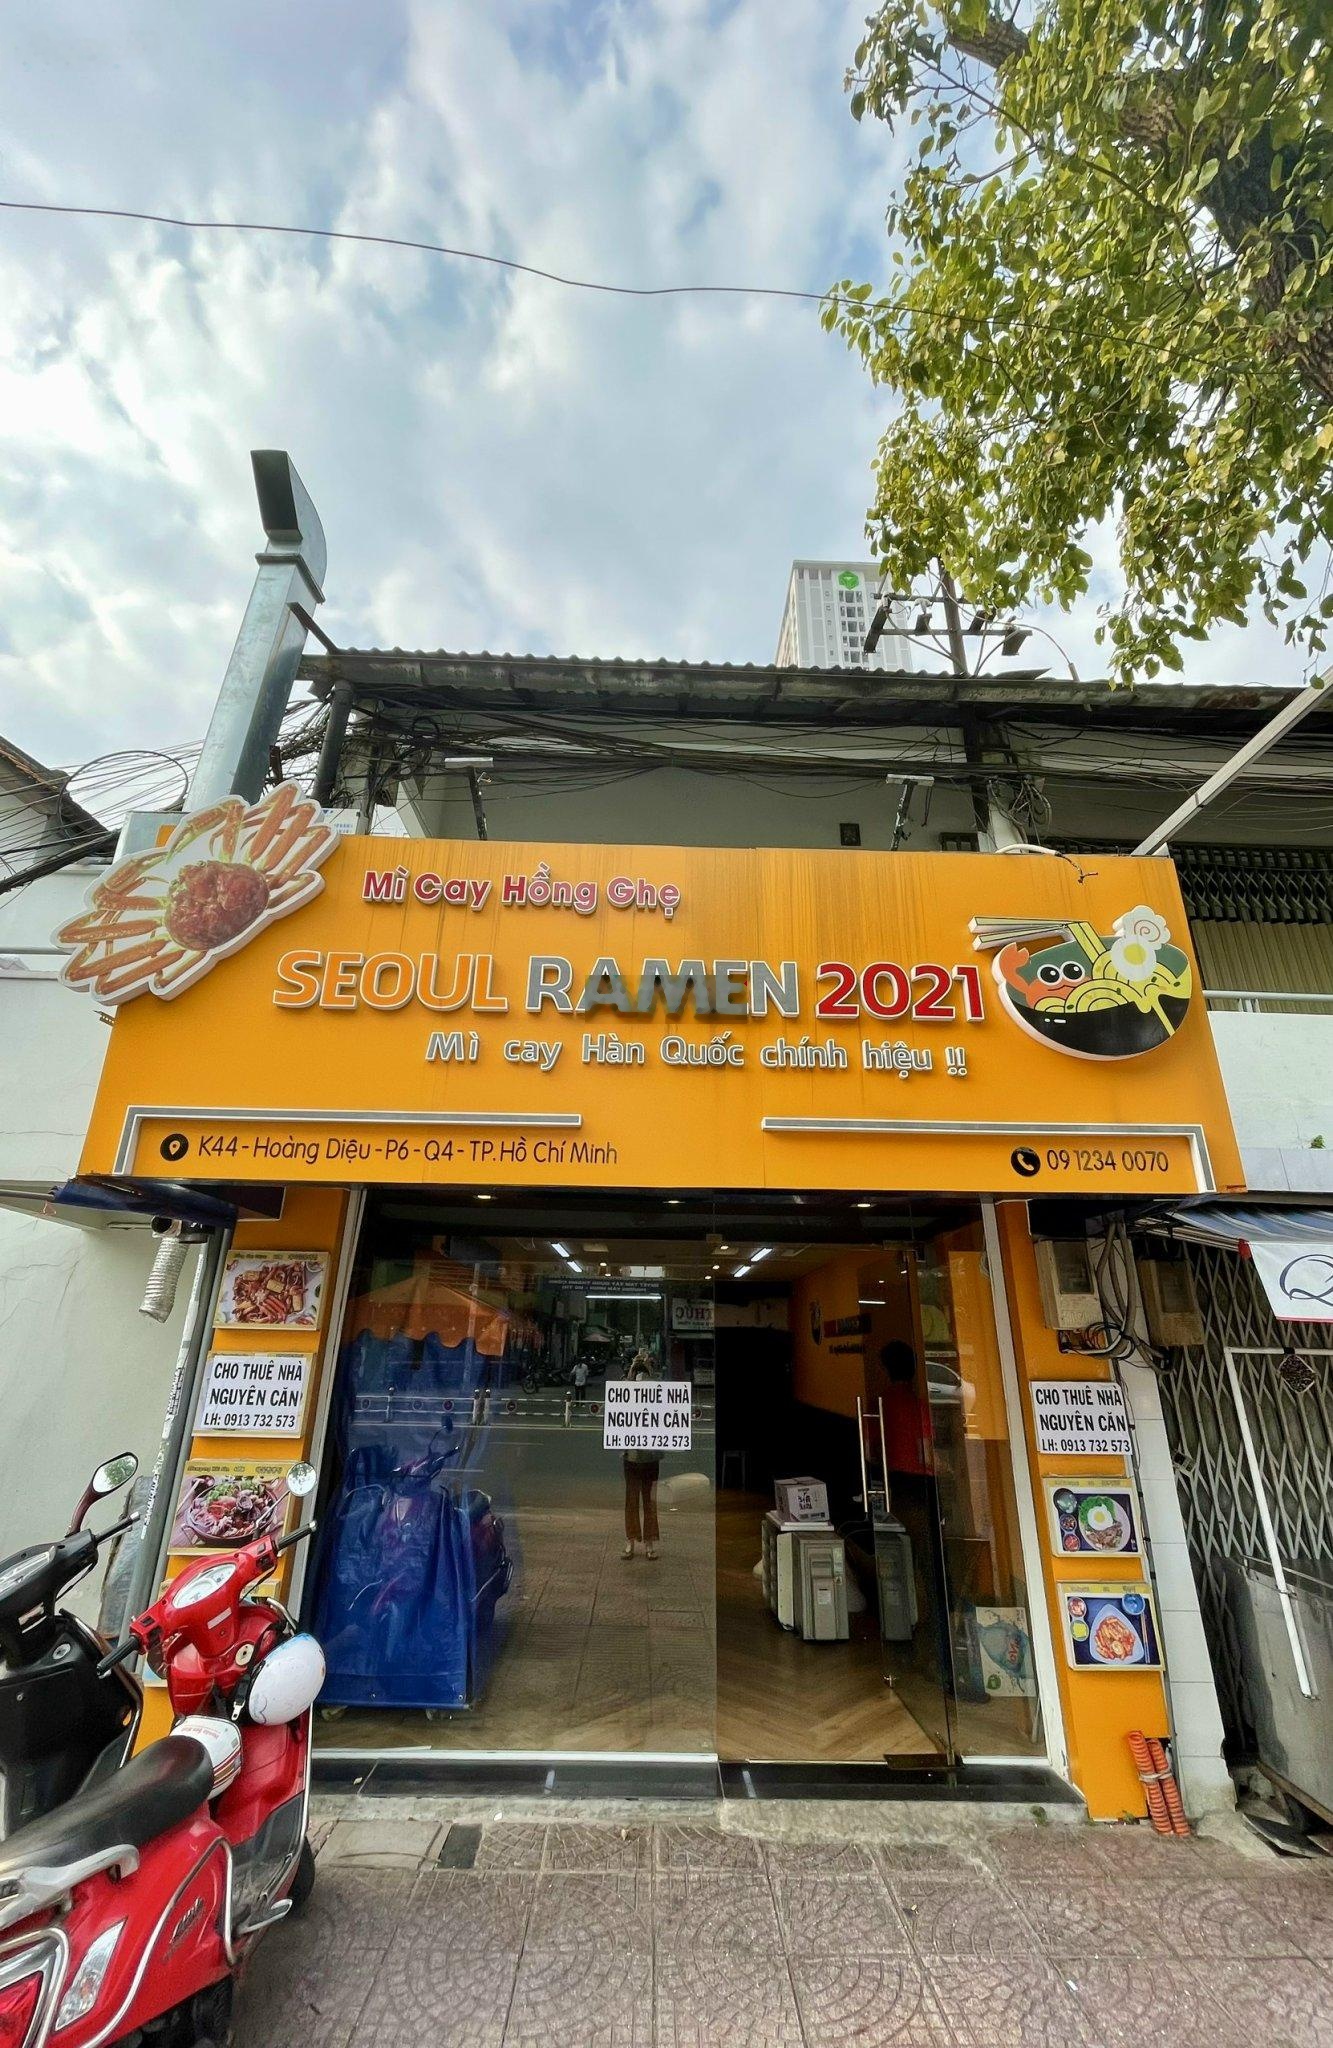 Mì Cay Hồng Ghẹ
SEOUL RAMEN 2021
Mì cay Hàn Quốc chính hiệu !!
K44 - Hoàng Diệu - P6 - Q4 - TP. Hồ Chí Minh
09 1234 0070
CHO THUÊ NHÀ
NGUYÊN CĂN
LH: 0913 732 573
CHO THUÊ NHÀ
NGUYÊN CĂN
LH: 0913 732 573
CHO THUÊ NHÀ
NGUYÊN CĂN
LH: 0913 732 573